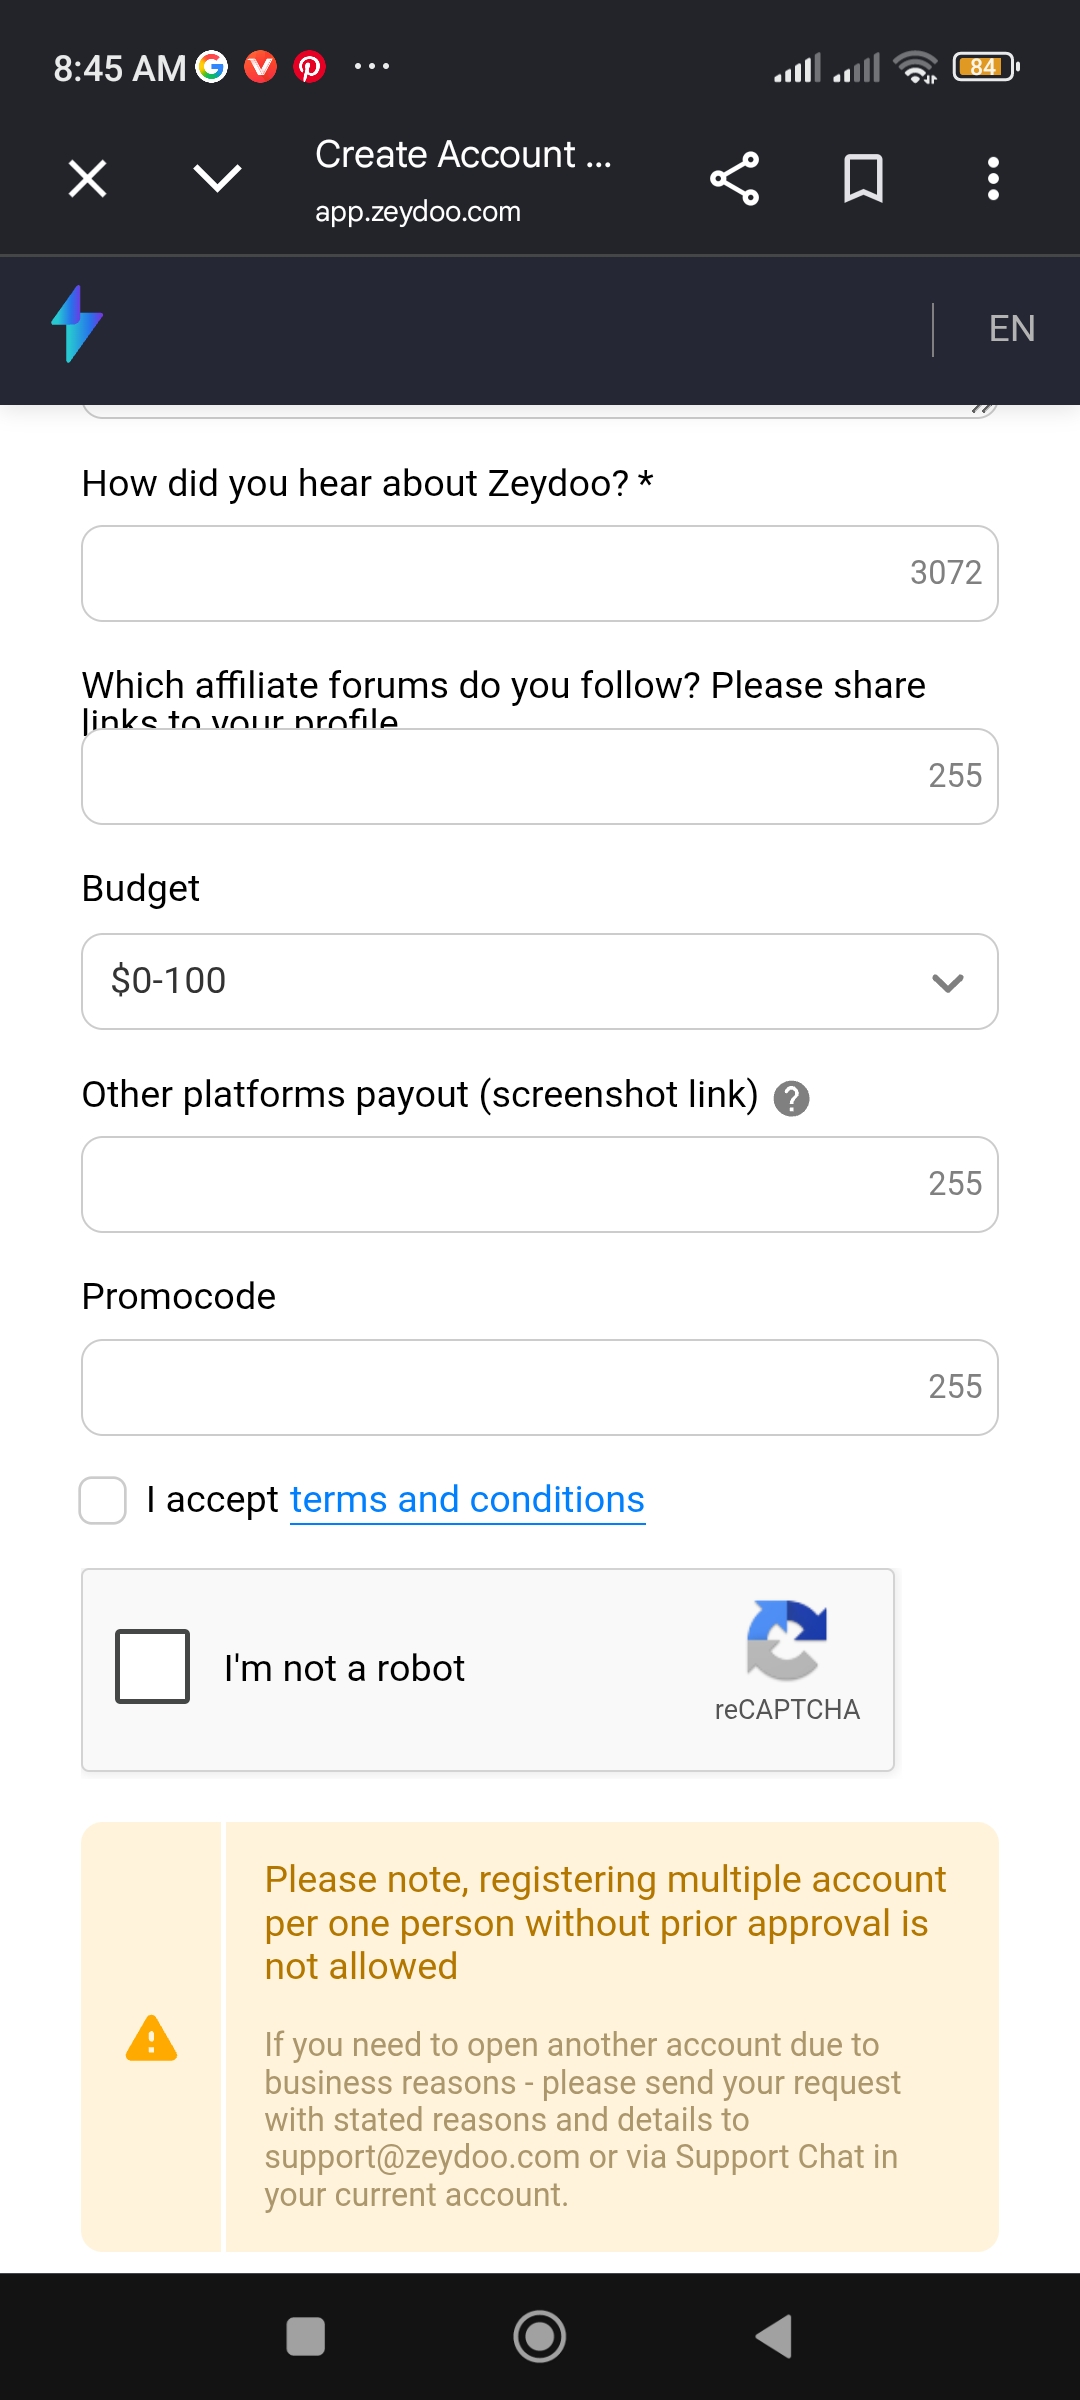 8:45 AM
84
Create Account ...
app.zeydoo.com
EN
How did you hear about Zeydoo? *
3072
Which affiliate forums do you follow? Please share
links to your profile
255
Budget
$0-100
Other platforms payout (screenshot link)
255
Promocode
255
I accept terms and conditions
I'm not a robot
reCAPTCHA
Please note, registering multiple account
per one person without prior approval is
not allowed
If you need to open another account due to
business reasons - please send your request
with stated reasons and details to
support@zeydoo.com or via Support Chat in
your current account.